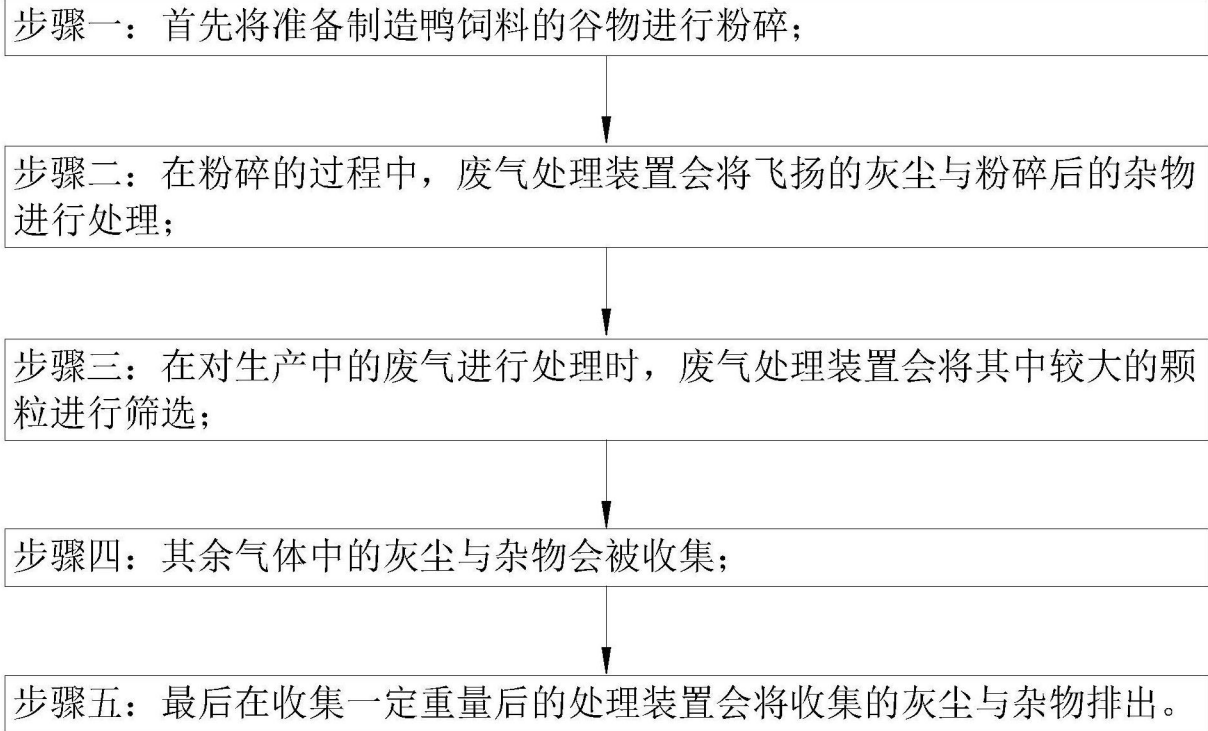 步骤一：首先将准备制造鸭饲料的谷物进行粉碎；
步骤二：在粉碎的过程中，废气处理装置会将飞扬的灰尘与粉碎后的杂物
进行处理；
步骤三：在对生产中的废气进行处理时，废气处理装置会将其中较大的颗
粒进行筛选；
步骤四：其余气体中的灰尘与杂物会被收集；
步骤五：最后在收集一定重量后的处理装置会将收集的灰尘与杂物排出。